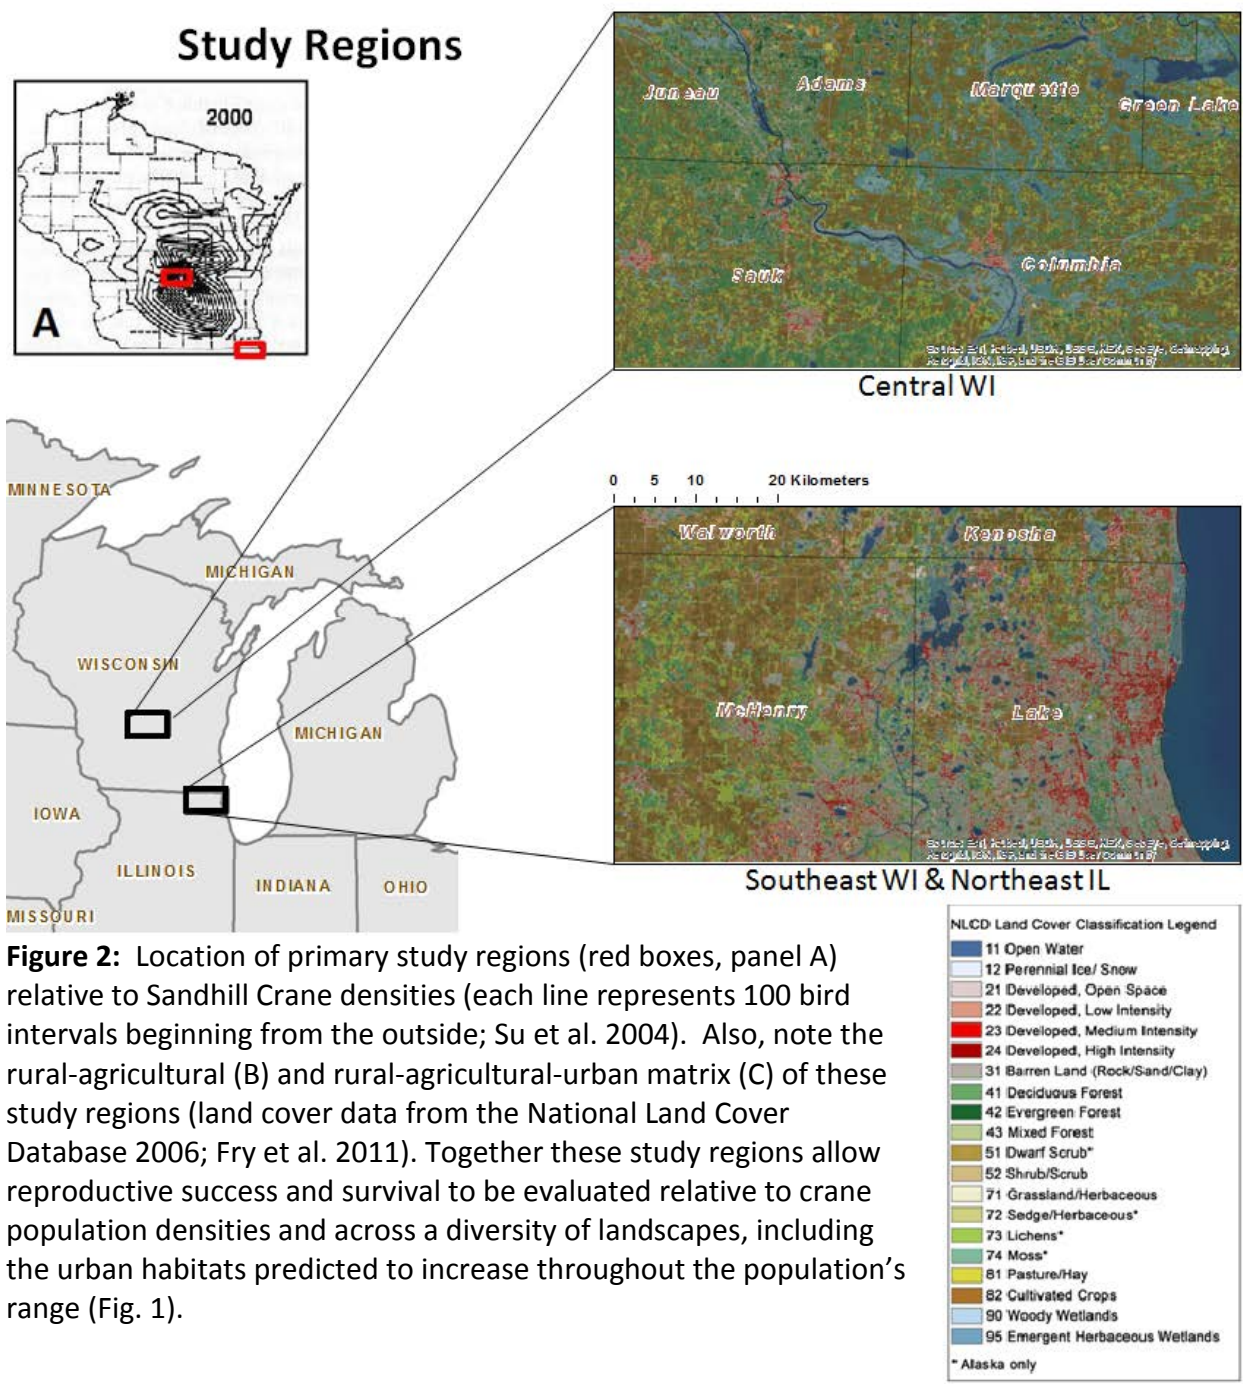 Study Regions
2000
A
Juneau
Adams
Marquette
Green Lake
Sauk
Columbia
Central WI
0 5 10 20 Kilometers
MINNESOTA
MICHIGAN
WISCONSIN
MICHIGAN
IOWA
ILLINOIS
INDIANA
OHIO
MISSOURI
Walworth
Kenosha
McHenry
Lake
Southeast WI & Northeast IL
Figure 2: Location of primary study regions (red boxes, panel A)
relative to Sandhill Crane densities (each line represents 100 bird
intervals beginning from the outside; Su et al. 2004). Also, note the
rural-agricultural (B) and rural-agricultural-urban matrix (C) of these
study regions (land cover data from the National Land Cover
Database 2006; Fry et al. 2011). Together these study regions allow
reproductive success and survival to be evaluated relative to crane
population densities and across a diversity of landscapes, including
the urban habitats predicted to increase throughout the population’s
range (Fig. 1).
NLCD Land Cover Classification Legend
11 Open Water
12 Perennial Ice/ Snow
21 Developed, Open Space
22 Developed, Low Intensity
23 Developed, Medium Intensity
24 Developed, High Intensity
31 Barren Land (Rock/Sand/Clay)
41 Deciduous Forest
42 Evergreen Forest
43 Mixed Forest
51 Dwarf Scrub*
52 Shrub/Scrub
71 Grassland/Herbaceous
72 Sedge/Herbaceous*
73 Lichens*
74 Moss*
81 Pasture/Hay
82 Cultivated Crops
90 Woody Wetlands
95 Emergent Herbaceous Wetlands
* Alaska only